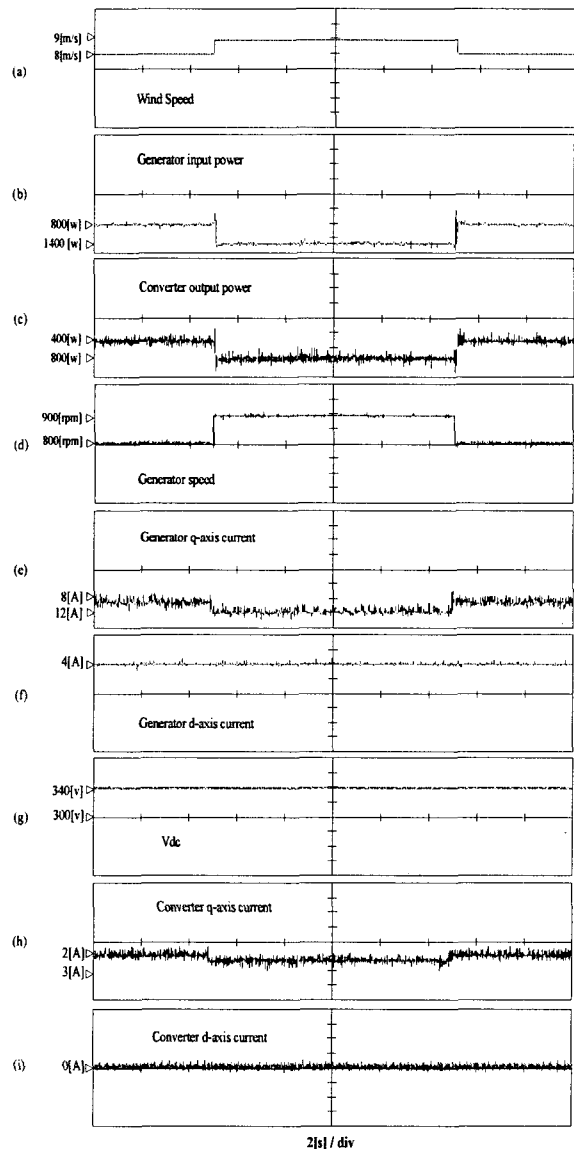 9[m/s]
8[m/s]
(a)
Wind Speed
Generator input power
(b)
800[w]
1400 [w]
Converter output power
(c)
400[w]
800[w]
900[rpm]
(d)
800[rpm]
Generator speed
Generator q-axis current
(e)
8[A]
12[A]
4[A]
(f)
Generator d-axis current
340[v]
(g)
300[v]
Vdc
Converter q-axis current
(h)
2[A]
3[A]
Converter d-axis current
(i)
0[A]
2[s] / div